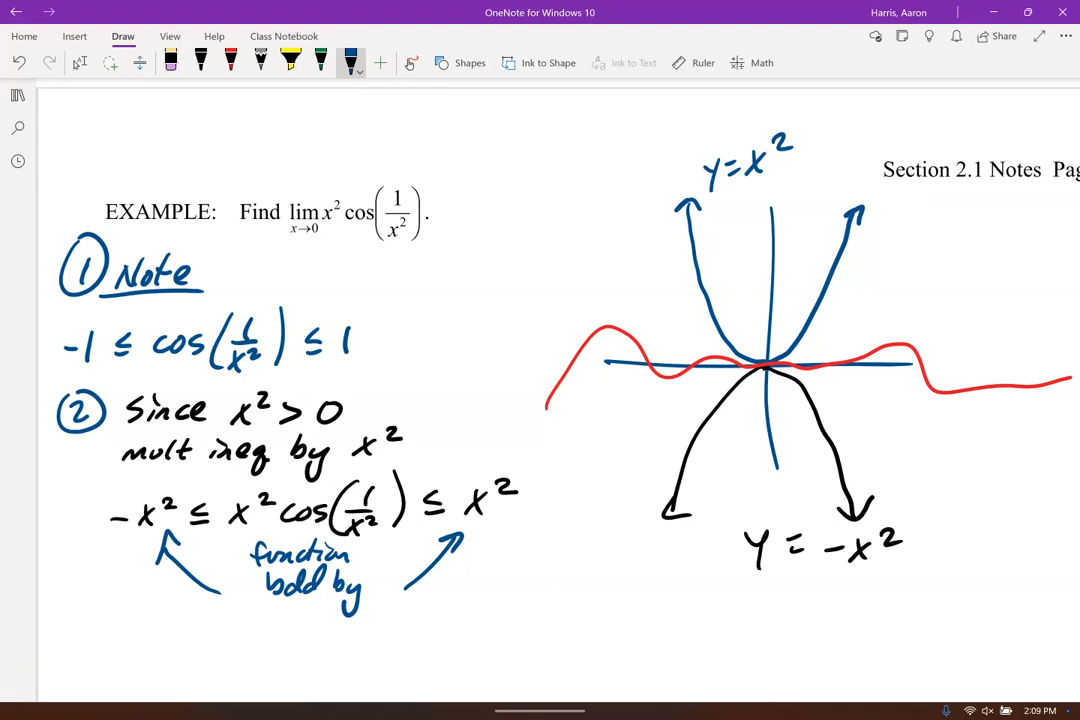 OneNote for Windows 10
Harris, Aaron
Home Insert Draw View Help Class Notebook
Share
Shapes Ink to Shape Ink to Text Ruler Math
Section 2.1 Notes Pag
EXAMPLE: Find lim x→0 x² cos(1/x²).
① Note
-1 ≤ cos(1/x²) ≤ 1
② Since x² > 0
mult ineq by x²
-x² ≤ x² cos(1/x²) ≤ x²
function
bdd by
y = x²
y = -x²
2:09 PM